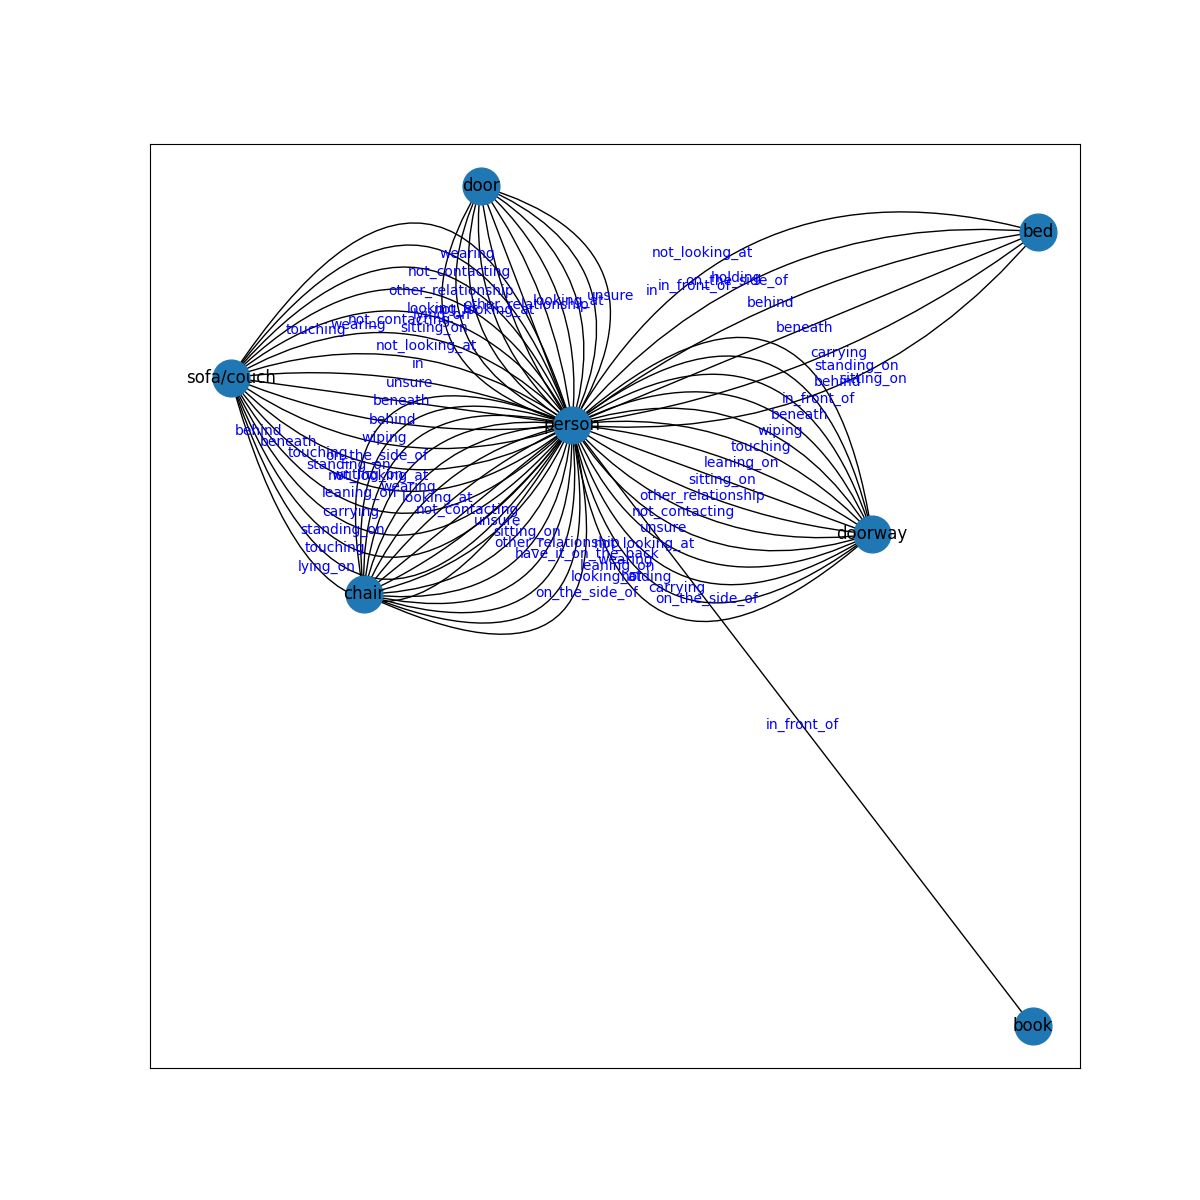 door
bed
wearing
not_looking_at
not_contacting
holding
on_the_side_of
in_front_of
in
other_relationship
unsure
looking_at
other_relationship
behind
looking_at
not_looking_at
not_contacting
wearing
touching
sitting_on
beneath
not_looking_at
carrying
in
standing_on
sofa/couch
unsure
behind
sitting_on
beneath
in_front_of
behind
beneath
person
behind
wiping
wiping
beneath
touching
touching
on_the_side_of
standing_on
leaning_on
not_looking_at
sitting_on
wearing
leaning_on
looking_at
other_relationship
carrying
not_contacting
not_contacting
unsure
standing_on
sitting_on
unsure
doorway
touching
other_relationship
not_looking_at
have_it_on_the_back
wearing
lying_on
leaning_on
looking_at
holding
carrying
chair
on_the_side_of
on_the_side_of
in_front_of
book